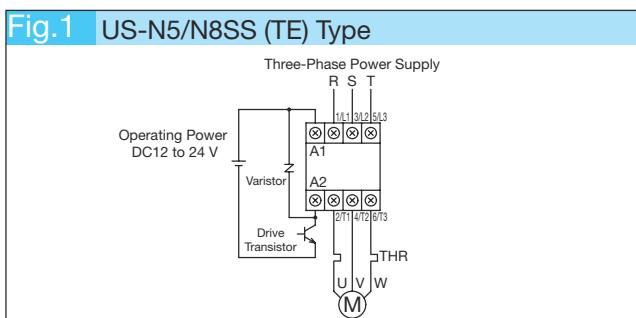 Fig.1 US-N5/N8SS (TE) Type
Three-Phase Power Supply
R S T
1/L1 3/L2 5/L3
Operating Power
DC12 to 24 V
A1
Varistor
A2
2/T1 4/T2 6/T3
Drive
Transistor
THR
U V W
M